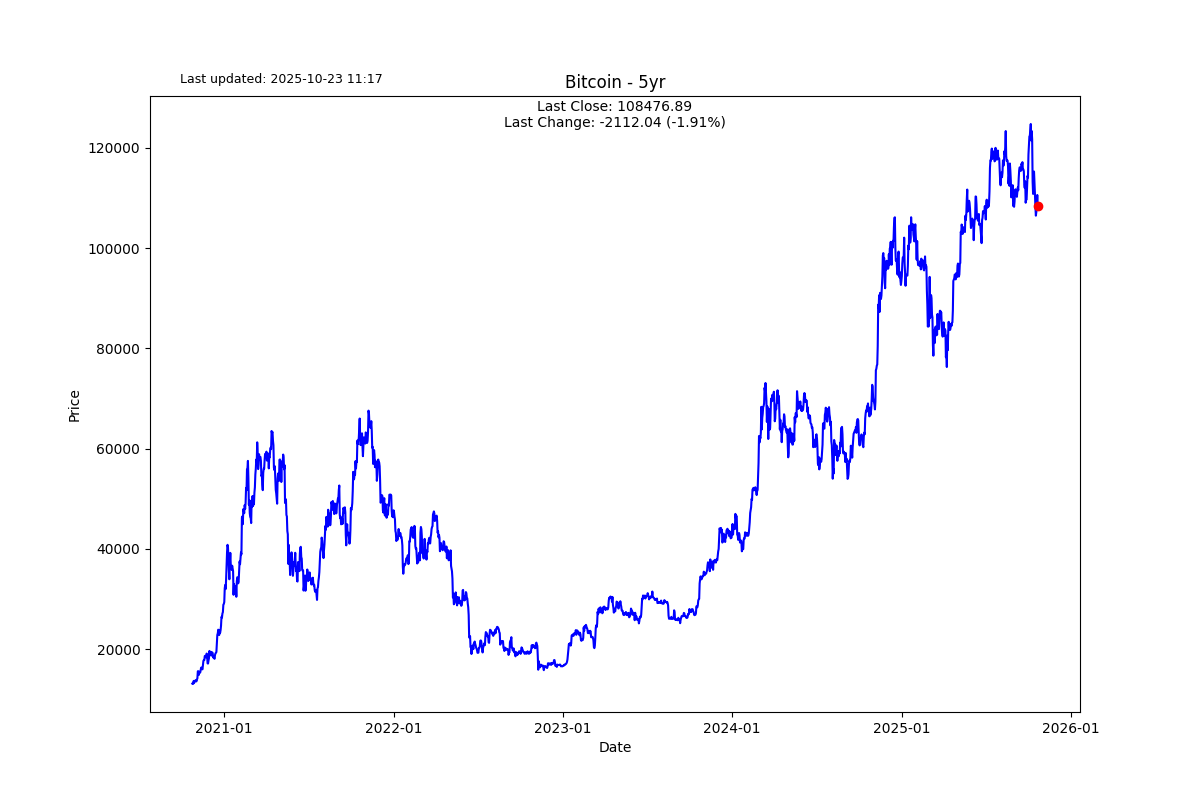 Last updated: 2025-10-23 11:17
Bitcoin - 5yr
Last Close: 108476.89
Last Change: -2112.04 (-1.91%)
120000
100000
80000
60000
40000
20000
Price
2021-01
2022-01
2023-01
2024-01
2025-01
2026-01
Date